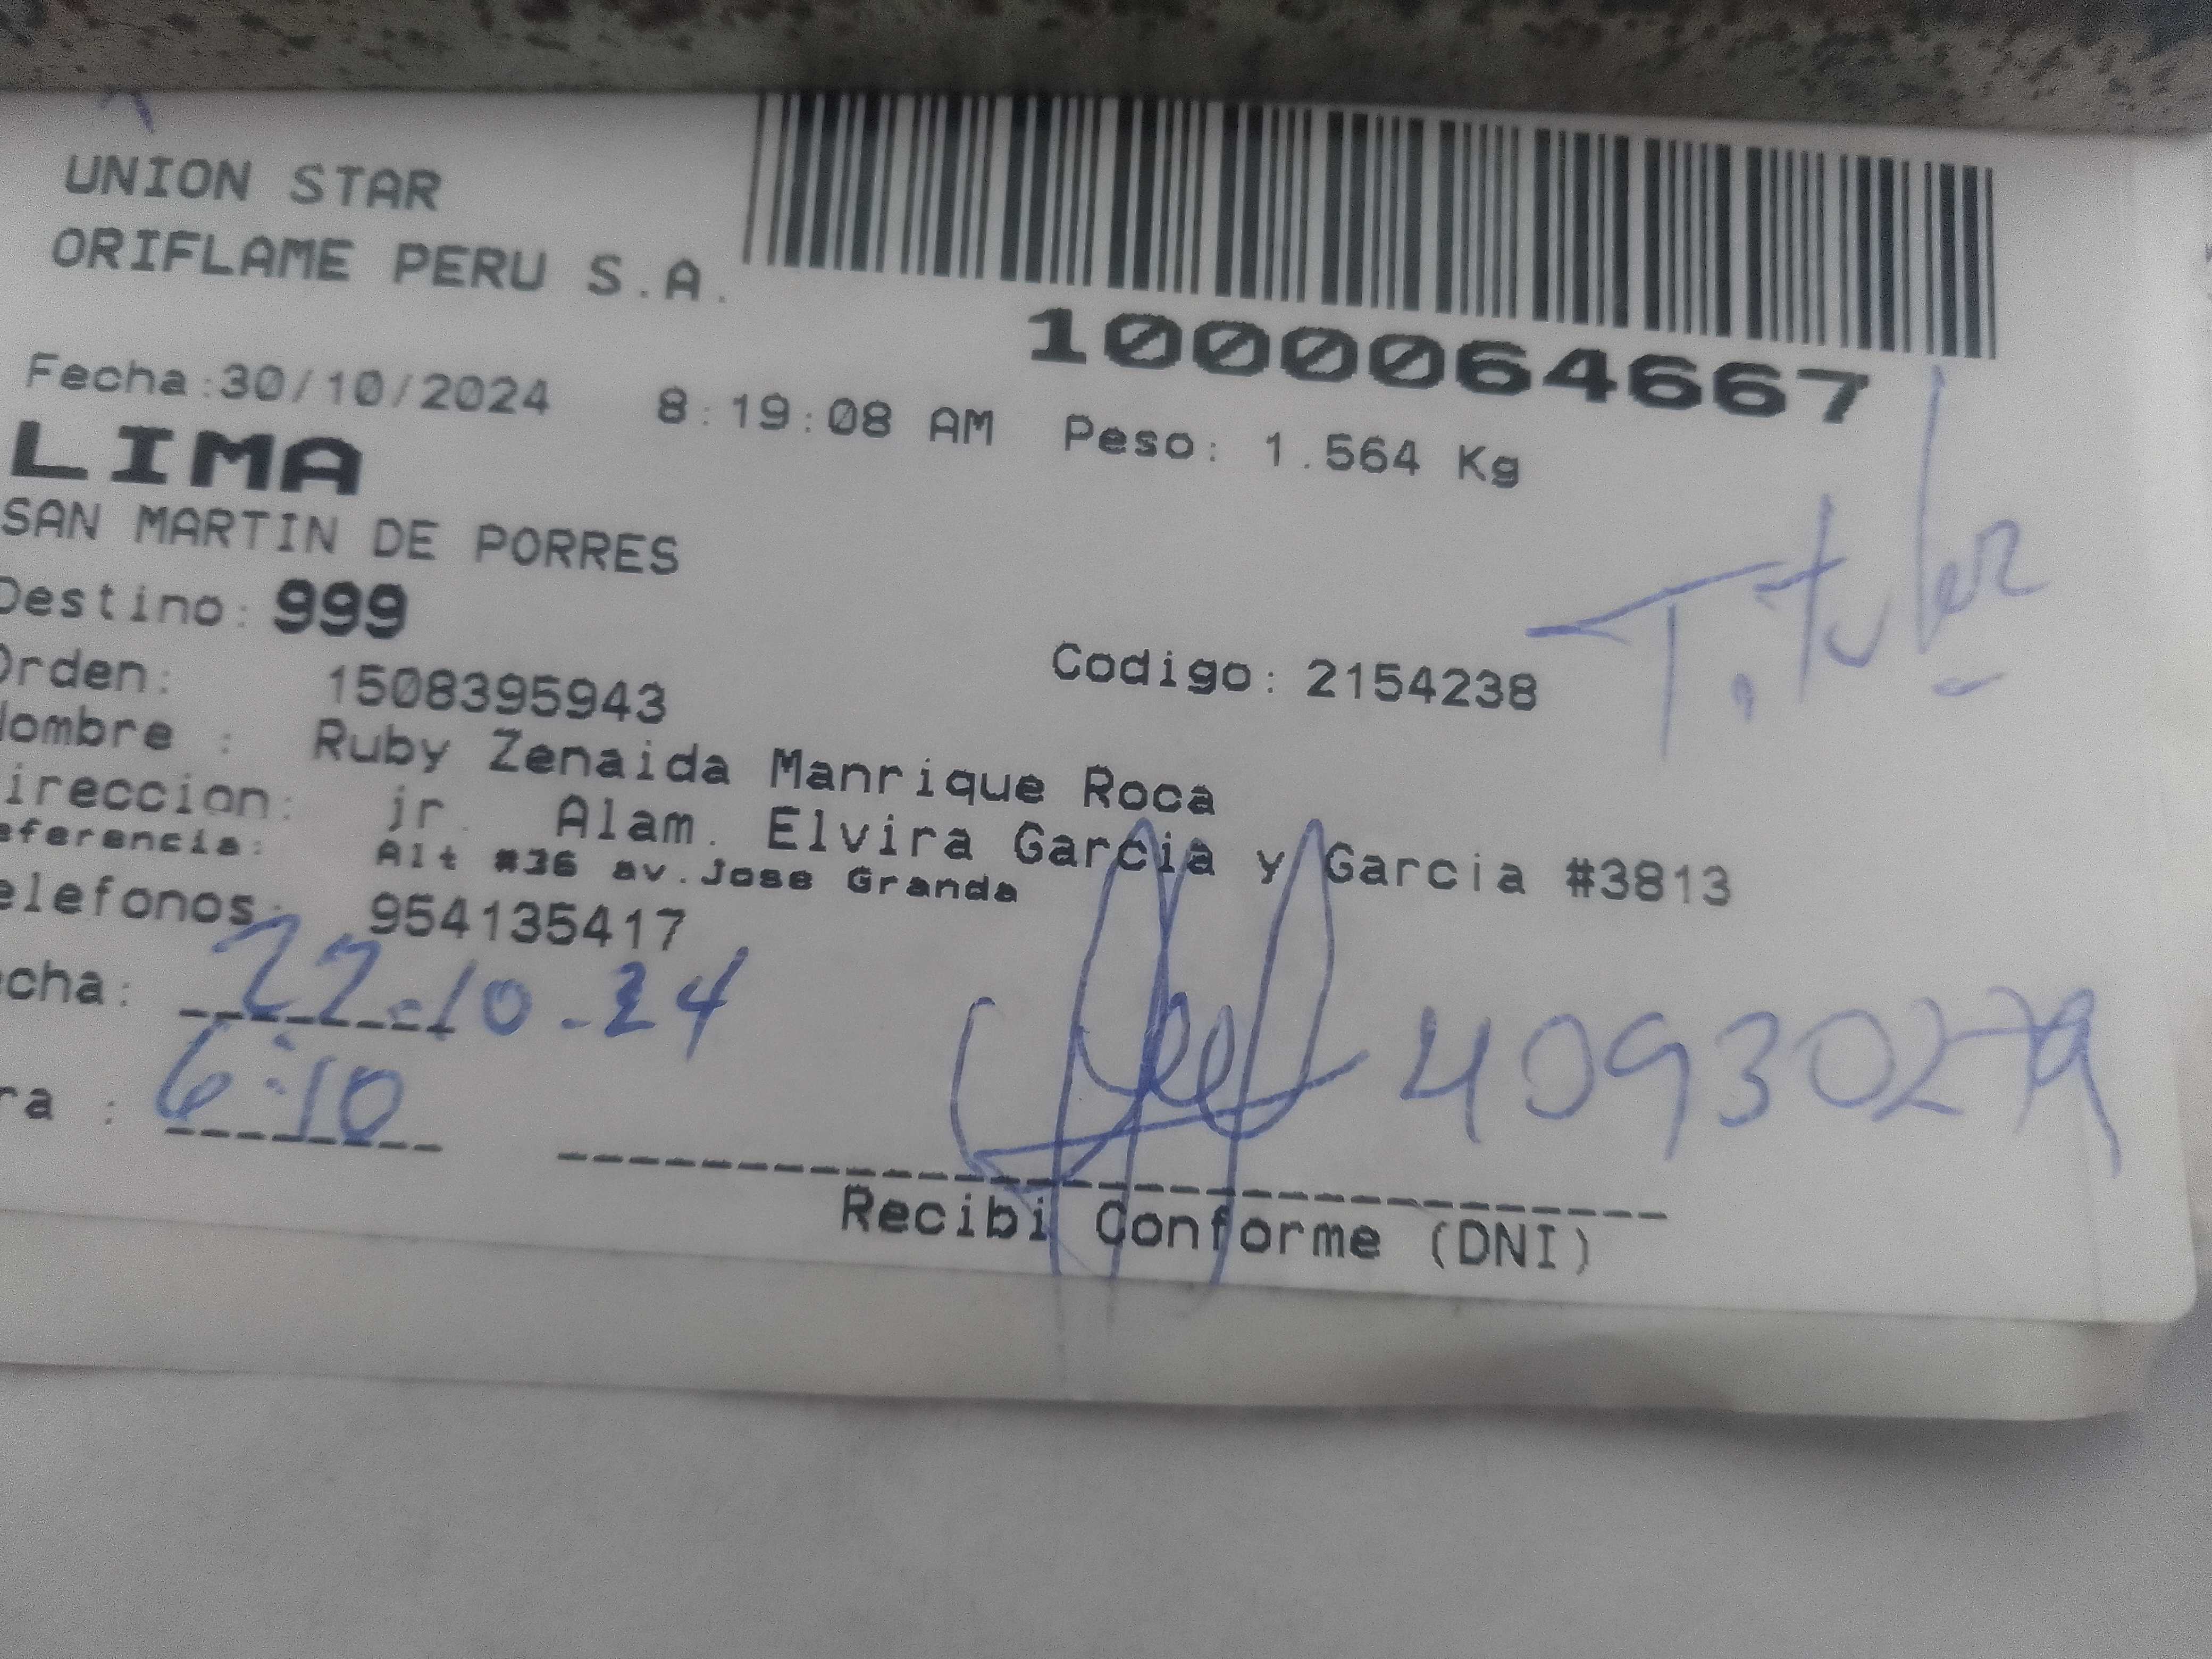 UNION STAR
ORIFLAME PERU S.A.
1000064667
Fecha:30/10/2024 8:19:08 AM Peso: 1.564 Kg
LIMA
SAN MARTIN DE PORRES
Destino: 999
Orden: 1508395943 Codigo: 2154238
Titular
Nombre : Ruby Zenaida Manrique Roca
ireccion: jr. Alam. Elvira Garcia y Garcia #3813
eferencia: Alt #36 av.Jose Granda
elefonos: 954135417
echa: 22-10-24
ra : 6:10
40930279
Recibi Conforme (DNI)